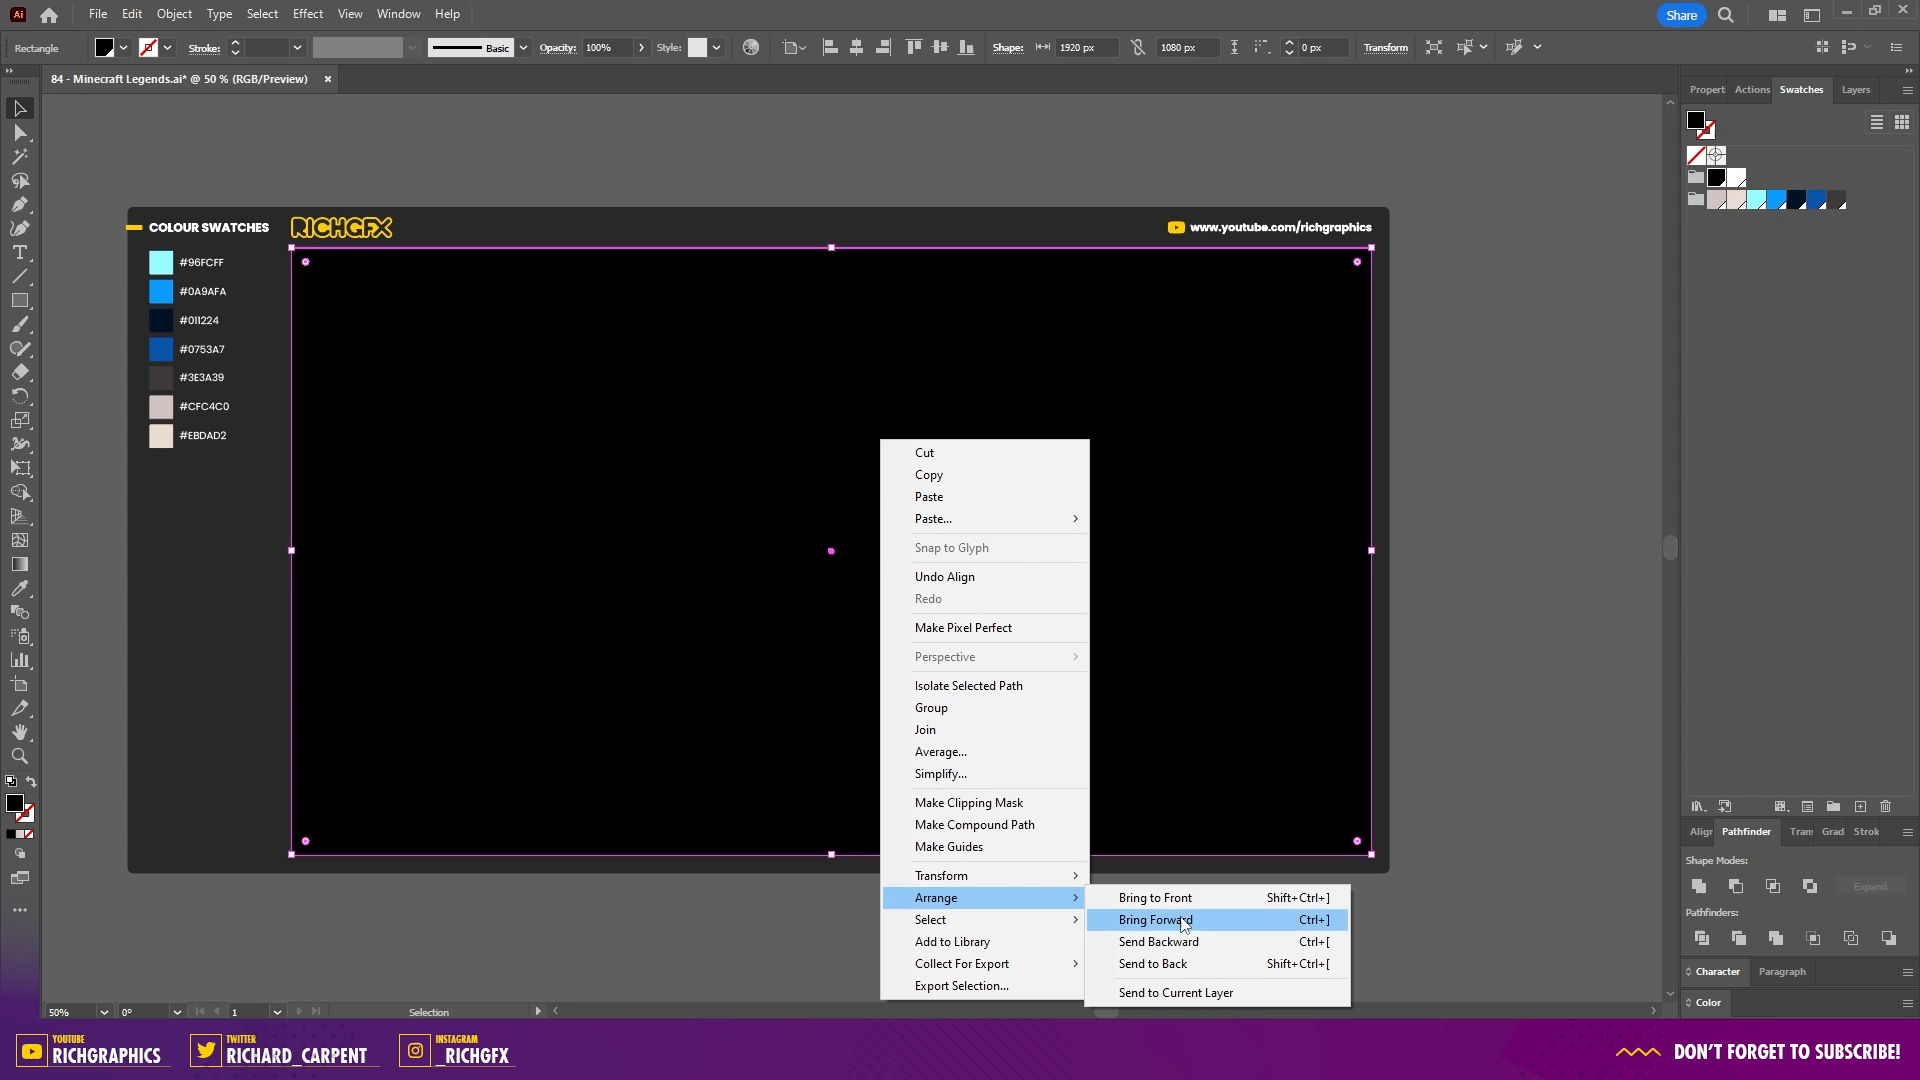 Ai File Edit Object Type Select Effect View Window Help Share
Rectangle Stroke: Basic Opacity: 100% Style: Shape: 1920 px 1080 px 0 px Transform
84 - Minecraft Legends.ai* @ 50 % (RGB/Preview) ×
Propert Actions Swatches Layers
COLOUR SWATCHES RICHGFX www.youtube.com/richgraphics
#96FCFF
#0A9AFA
#011224
#0753A7
#3E3A39
#CFC4C0
#EBDAD2
Cut
Copy
Paste
Paste...
Snap to Glyph
Undo Align
Redo
Make Pixel Perfect
Perspective
Isolate Selected Path
Group
Join
Average...
Simplify...
Make Clipping Mask
Make Compound Path
Make Guides
Transform
Arrange
Select
Add to Library
Collect For Export
Export Selection...
Bring to Front Shift+Ctrl+]
Bring Forward Ctrl+]
Send Backward Ctrl+[
Send to Back Shift+Ctrl+[
Send to Current Layer
Aligr Pathfinder Tran: Grad Strok
Shape Modes:
Expand
Pathfinders:
Character Paragraph
Color
50% 0° 1 Selection
YOUTUBE
RICHGRAPHICS
TWITTER
RICHARD_CARPENT
INSTAGRAM
_RICHGFX
DON'T FORGET TO SUBSCRIBE!